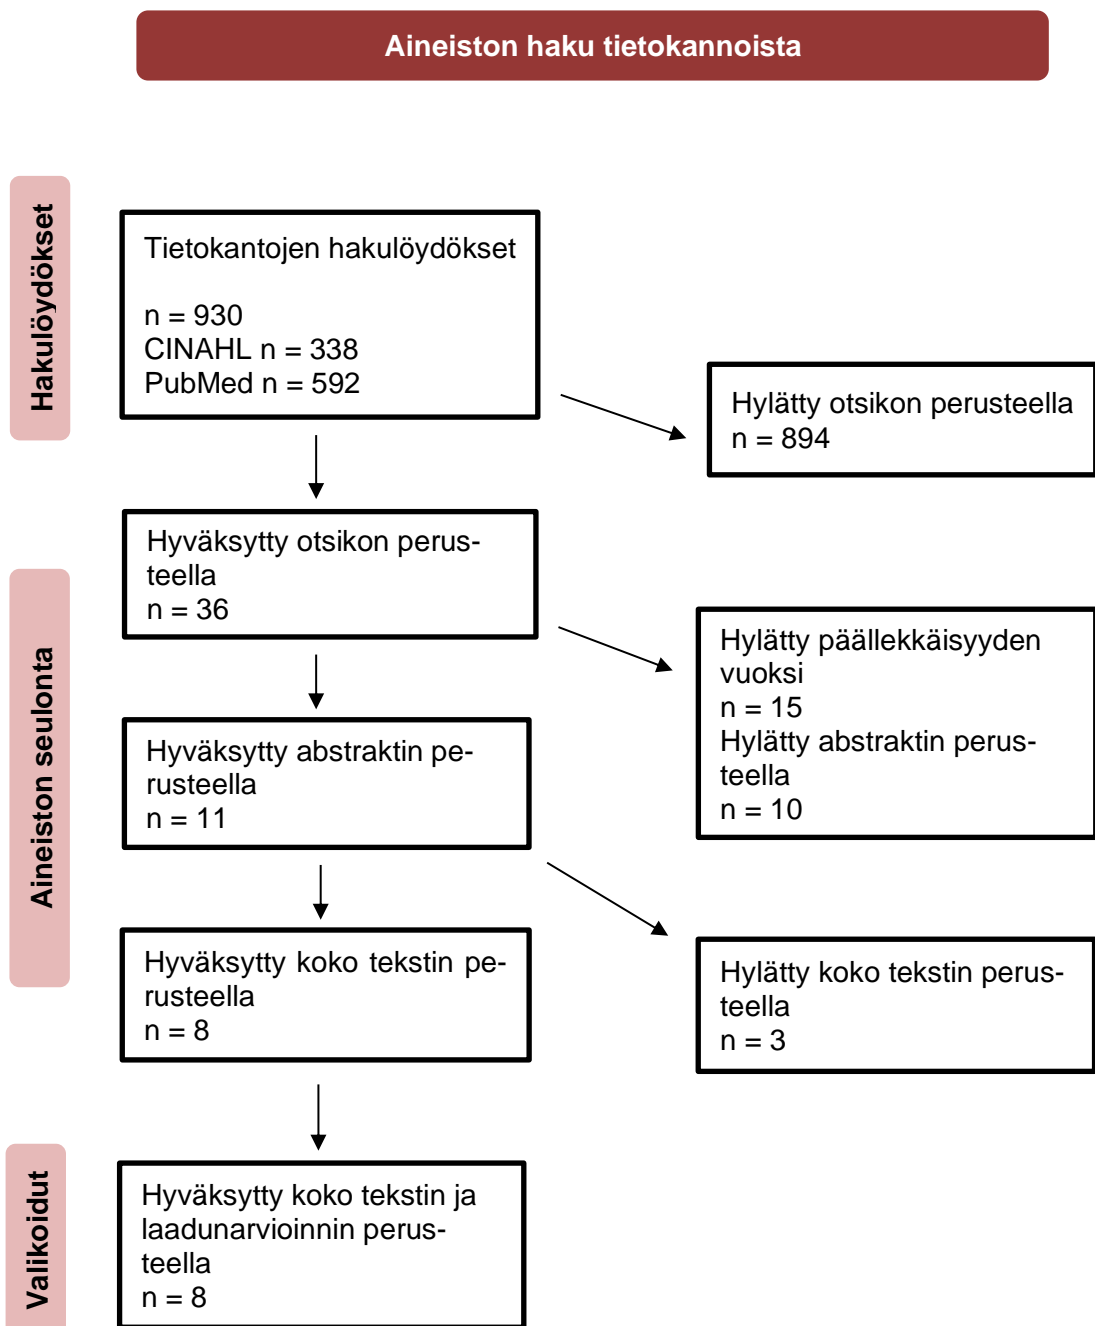 Aineiston haku tietokannoista
Hakulöydökset
Tietokantojen hakulöydökset
n = 930
CINAHL n = 338
PubMed n = 592
Hylätty otsikon perusteella
n = 894
Aineiston seulonta
Hyväksytty otsikon perus-
teella
n = 36
Hylätty päällekkäisyyden
vuoksi
n = 15
Hylätty abstraktin perus-
teella
n = 10
Hyväksytty abstraktin pe-
rusteella
n = 11
Hyväksytty koko tekstin pe-
rusteella
n = 8
Hylätty koko tekstin perus-
teella
n = 3
Valikoidut
Hyväksytty koko tekstin ja
laadunarvioinnin perus-
teella
n = 8